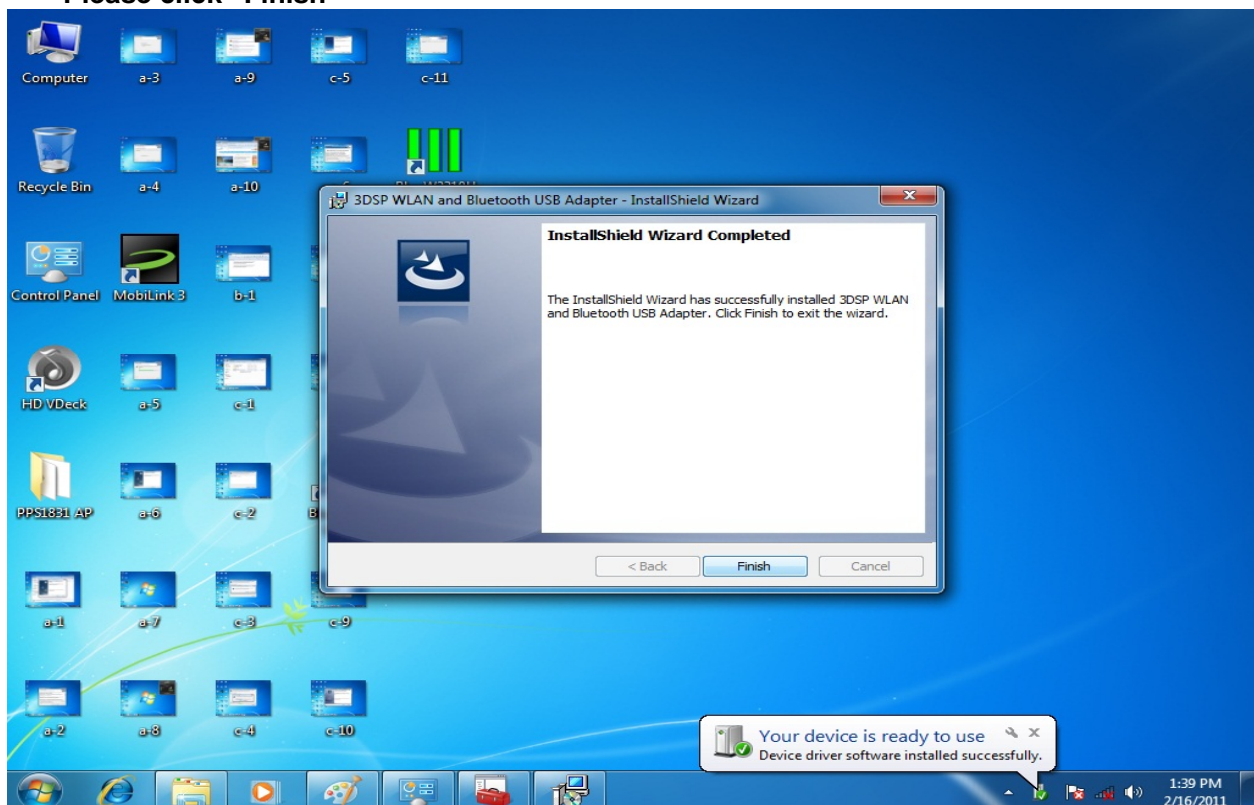 Please click "Finish"
Computer
a-3
a-9
c-5
c-11
Recycle Bin
a-4
a-10
3DSP WLAN and Bluetooth USB Adapter - InstallShield Wizard
InstallShield Wizard Completed
The InstallShield Wizard has successfully installed 3DSP WLAN
and Bluetooth USB Adapter. Click Finish to exit the wizard.
Control Panel
MobiLink 3
b-1
HD VDeck
a-5
c-1
PPS1831 AP
a-6
c-2
< Back
Finish
Cancel
a-1
a-7
c-3
c-9
a-2
a-8
c-4
c-10
Your device is ready to use
Device driver software installed successfully.
1:39 PM
2/16/2011